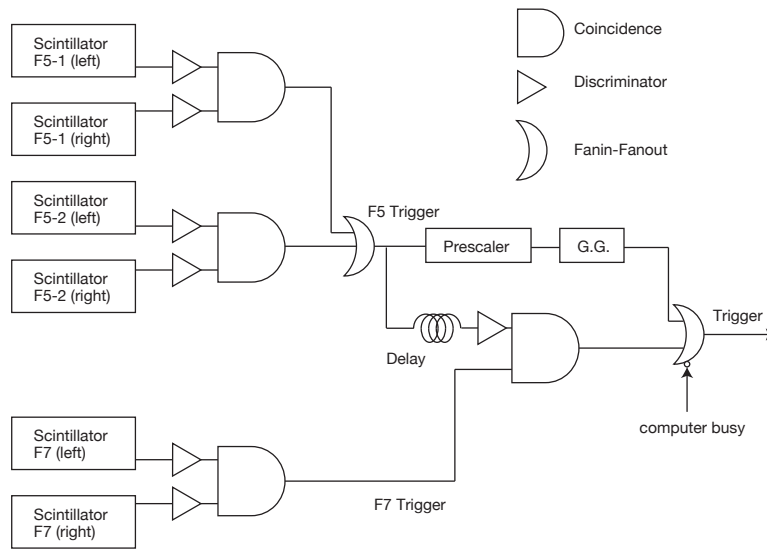 Scintillator
F5-1 (left)
Scintillator
F5-1 (right)
Scintillator
F5-2 (left)
Scintillator
F5-2 (right)
Scintillator
F7 (left)
Scintillator
F7 (right)
Coincidence
Discriminator
Fanin-Fanout
F5 Trigger
Prescaler
G.G.
Delay
Trigger
computer busy
F7 Trigger